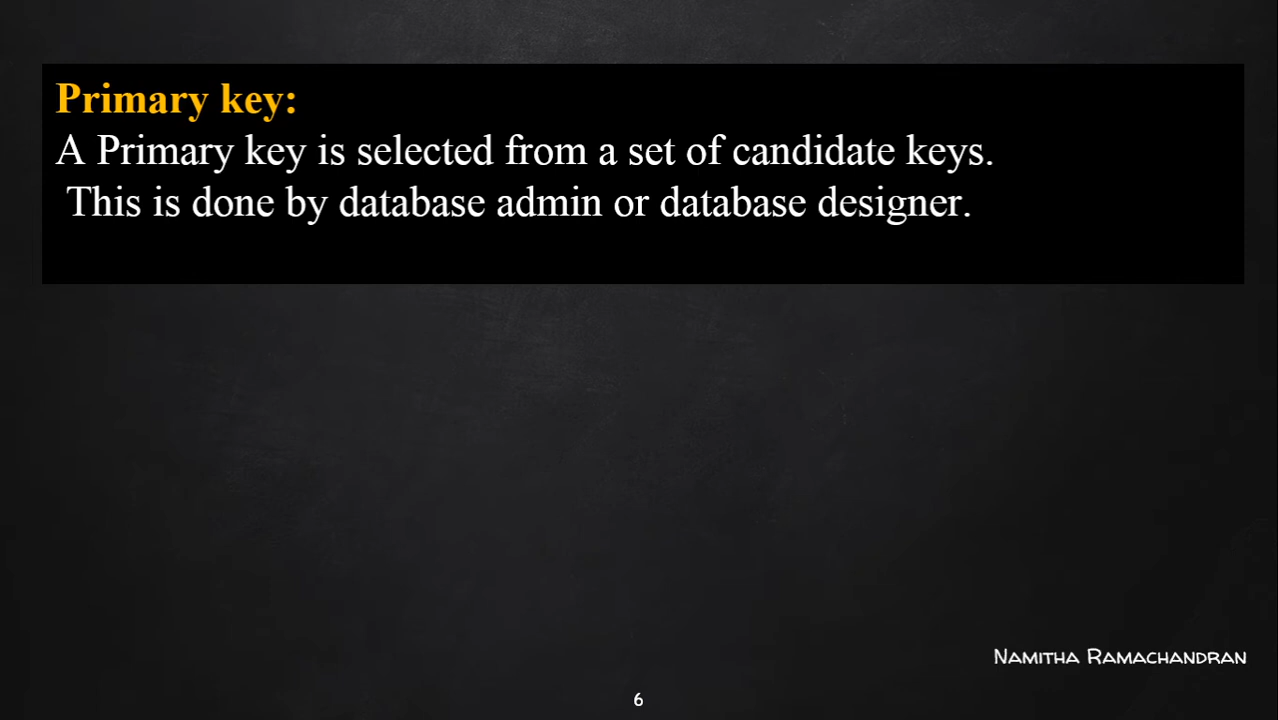 Primary key:
A Primary key is selected from a set of candidate keys.
This is done by database admin or database designer.
Namitha Ramachandran
6